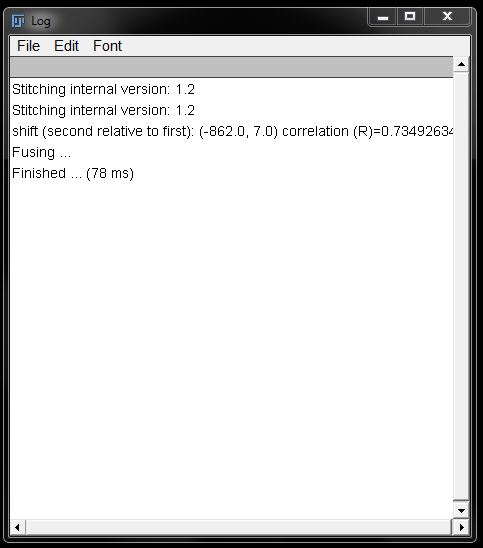 Log
File Edit Font
Stitching internal version: 1.2
Stitching internal version: 1.2
shift (second relative to first): (-862.0, 7.0) correlation (R)=0.73492634
Fusing ...
Finished ... (78 ms)